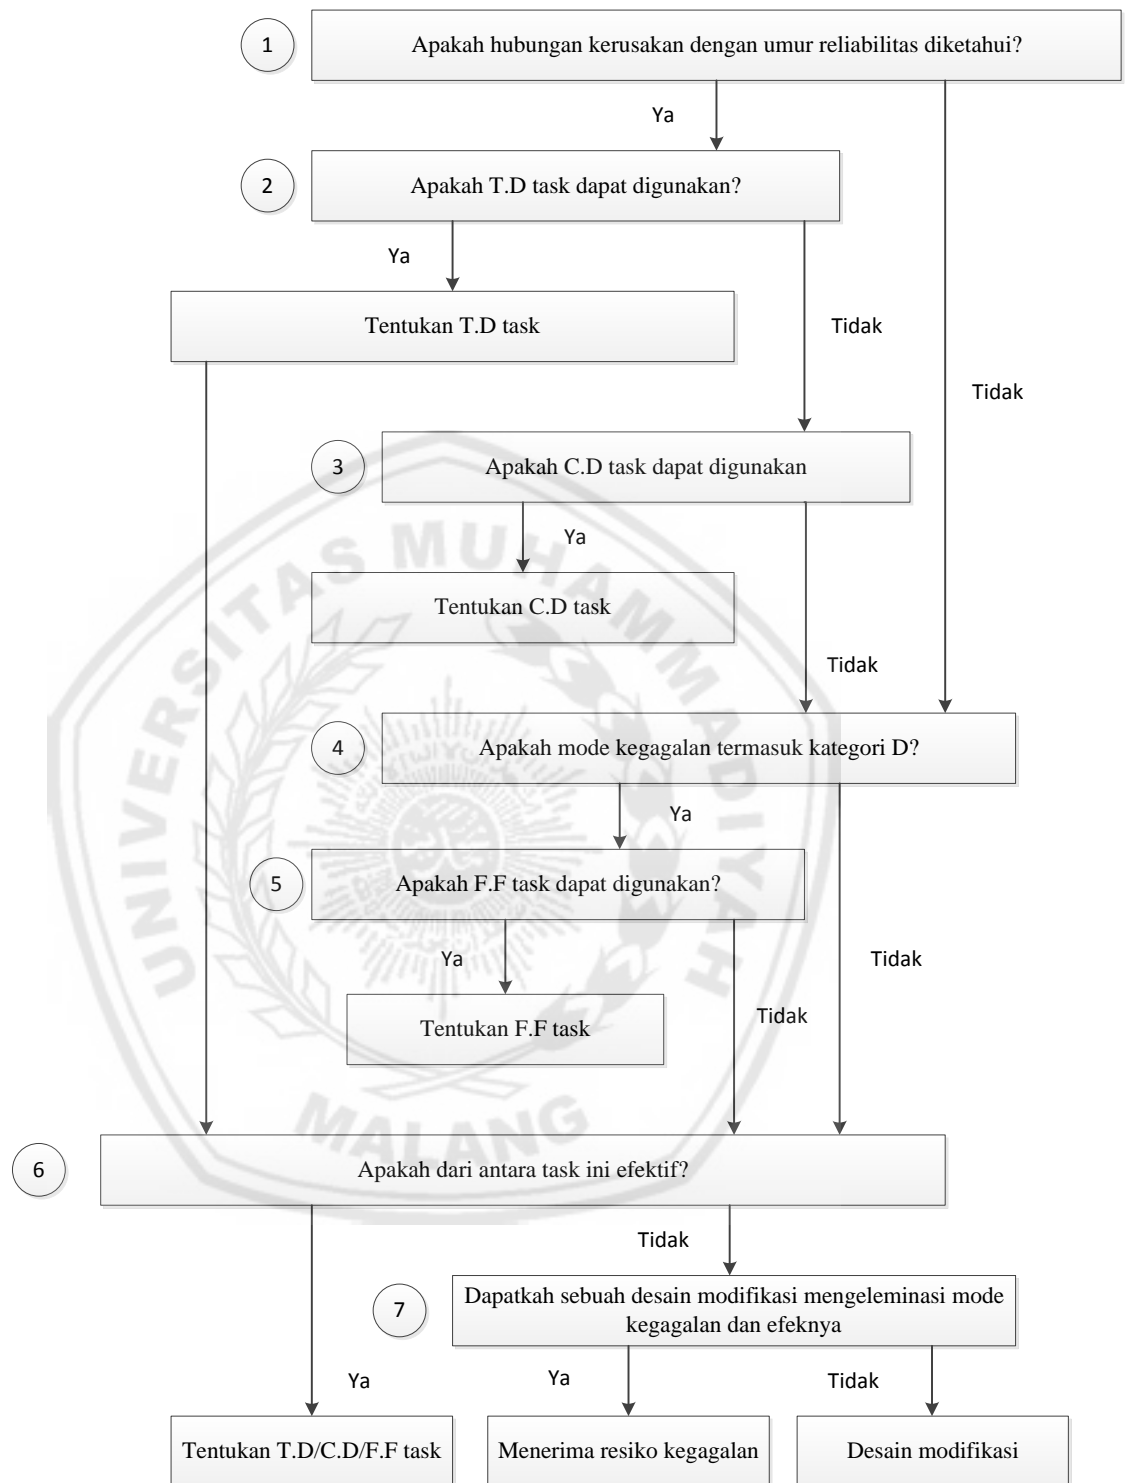 1
Apakah hubungan kerusakan dengan umur reliabilitas diketahui?
Ya
2
Apakah T.D task dapat digunakan?
Ya
Tentukan T.D task
Tidak
Tidak
3
Apakah C.D task dapat digunakan
Ya
Tentukan C.D task
Tidak
4
Apakah mode kegagalan termasuk kategori D?
Ya
5
Apakah F.F task dapat digunakan?
Ya
Tidak
Tentukan F.F task
Tidak
6
Apakah dari antara task ini efektif?
Tidak
7
Dapatkah sebuah desain modifikasi mengeleminasi mode
kegagalan dan efeknya
Ya
Ya
Tidak
Tentukan T.D/C.D/F.F task
Menerima resiko kegagalan
Desain modifikasi
UNIVERSITAS MUHAMMADIYAH
MALANG